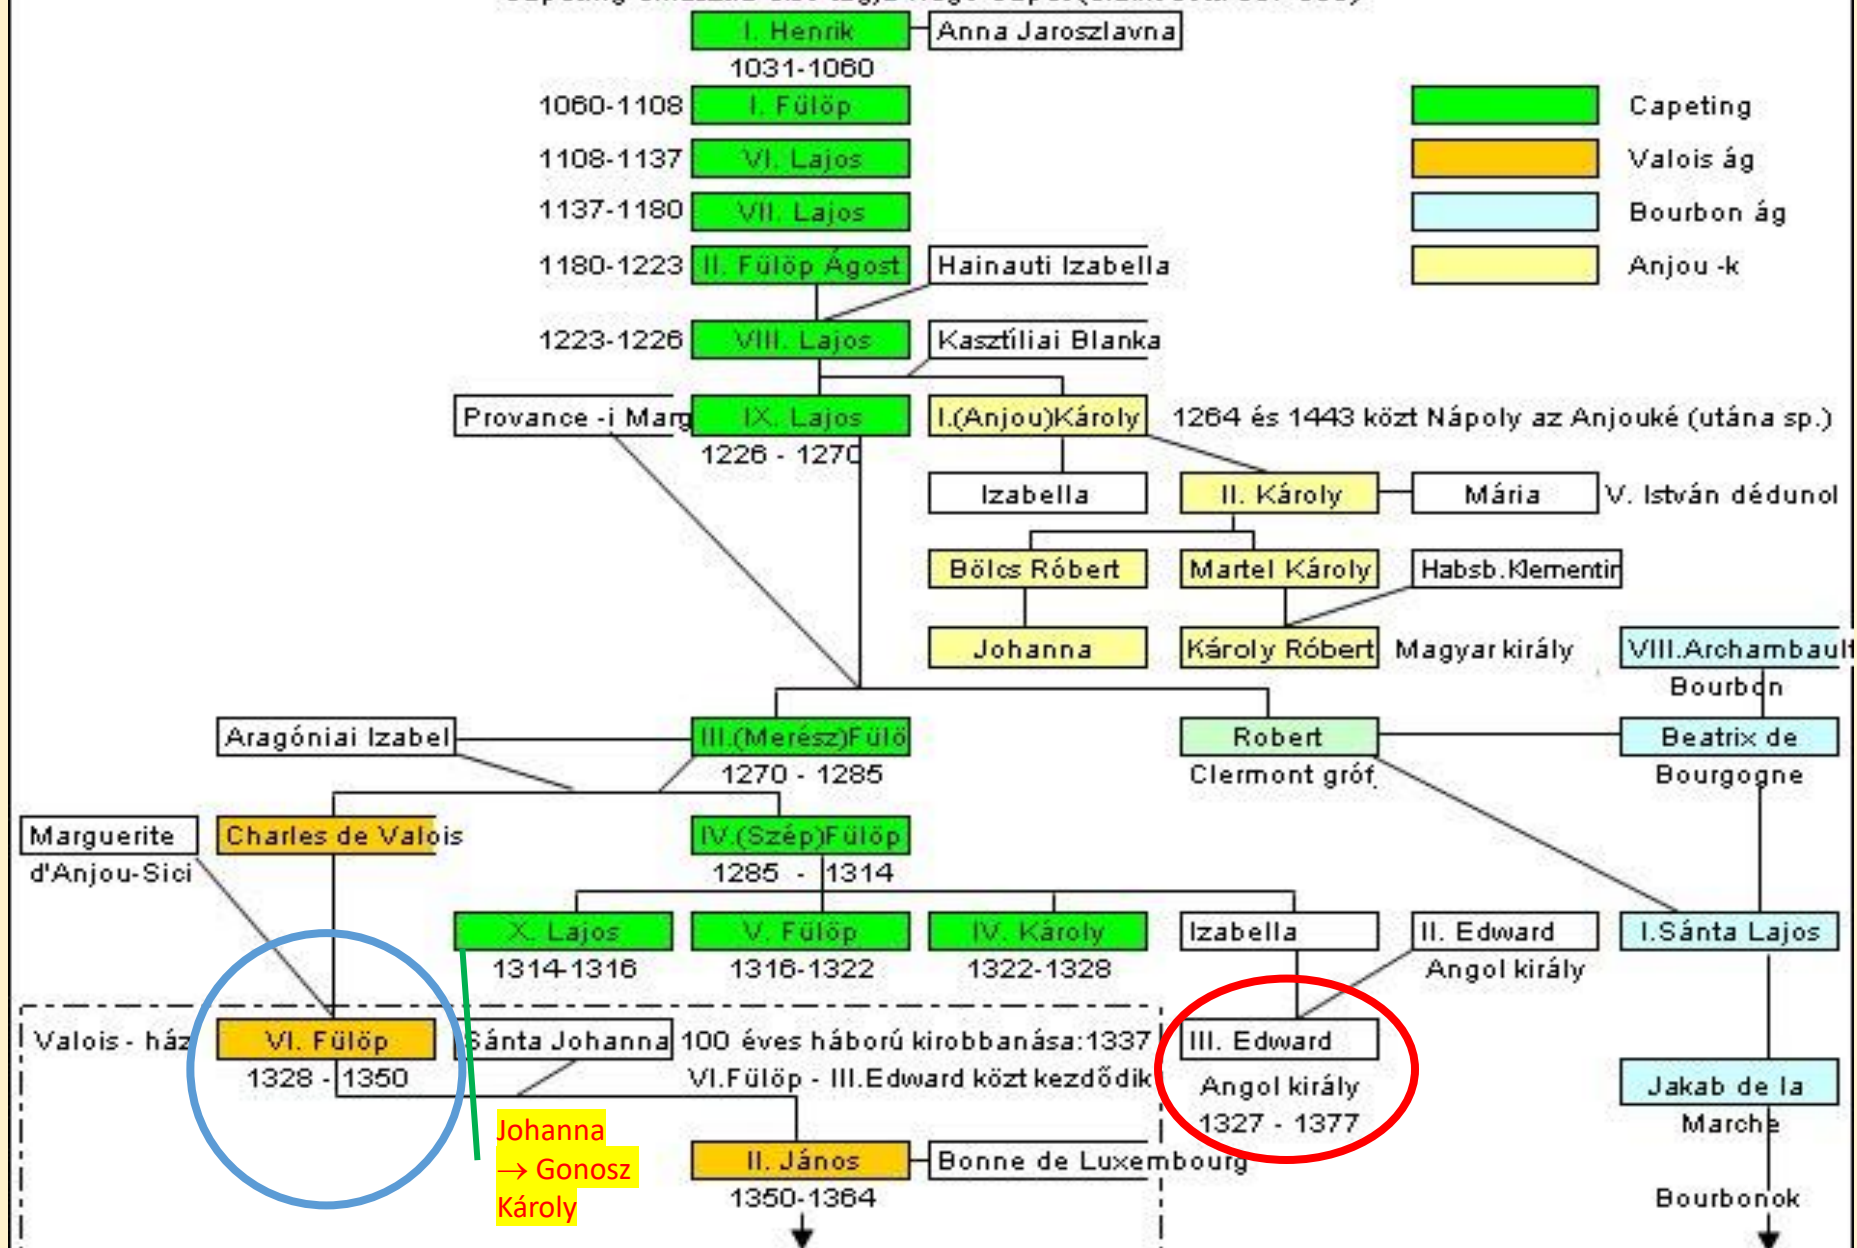 I. Henrik
Anna Jaroszlavna
1031-1060
1060-1108
I. Fülöp
Capeting
1108-1137
VI. Lajos
Valois ág
1137-1180
VII. Lajos
Bourbon ág
1180-1223
II. Fülöp Ágost
Hainauti Izabella
Anjou -k
1223-1226
VIII. Lajos
Kasztíliai Blanka
Provance -i Marg
IX. Lajos
I.(Anjou)Károly
1264 és 1443 közt Nápoly az Anjouké (utána sp.)
1226 - 1270
Izabella
II. Károly
Mária
V. István dédunol
Bölcs Róbert
Martel Károly
Habsb.Klementin
Johanna
Károly Róbert
Magyar király
VIII.Archambault
Bourbon
Aragóniai Izabel
III.(Merész)Fülö
Robert
Beatrix de
1270 - 1285
Clermont gróf.
Bourgogne
Marguerite
Charles de Valois
IV.(Szép)Fülöp
d'Anjou-Sici
1285 - 1314
X. Lajos
V. Fülöp
IV. Károly
Izabella
II. Edward
I.Sánta Lajos
1314-1316
1316-1322
1322-1328
Angol király
Valois - ház
VI. Fülöp
Sánta Johanna
100 éves háború kirobbanása:1337
III. Edward
1328 - 1350
VI.Fülöp - III.Edward közt kezdődik
Angol király
Jakab de la
1327 - 1377
Marche
Johanna
→ Gonosz
Károly
II. János
Bonne de Luxembourg
1350-1364
Bourbonok